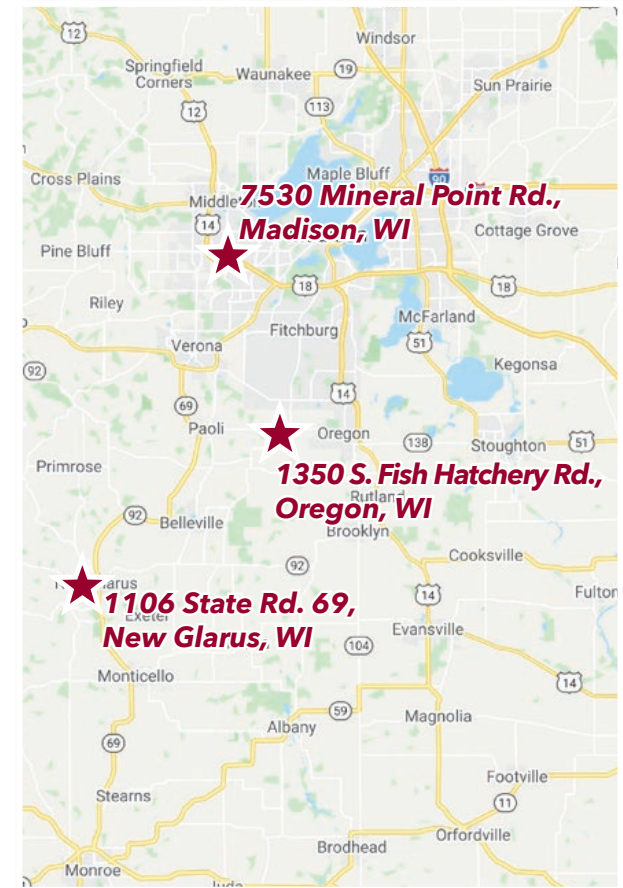 12
Windsor
Springfield
Corners
Waunakee
19
Sun Prairie
12
113
Cross Plains
Maple Bluff
90
7530 Mineral Point Rd.,
Madison, WI
14
Cottage Grove
Pine Bluff
18
18
Riley
McFarland
Fitchburg
51
Verona
Kegonsa
92
14
69
Paoli
Oregon
138
Stoughton
51
Primrose
1350 S. Fish Hatchery Rd.,
Oregon, WI
Rutland
Brooklyn
92
Belleville
Cooksville
92
14
Fulton
1106 State Rd. 69,
New Glarus, WI
Exeter
Evansville
104
Monticello
14
59
Magnolia
Albany
69
Footville
Stearns
11
Orfordville
Brodhead
Monroe